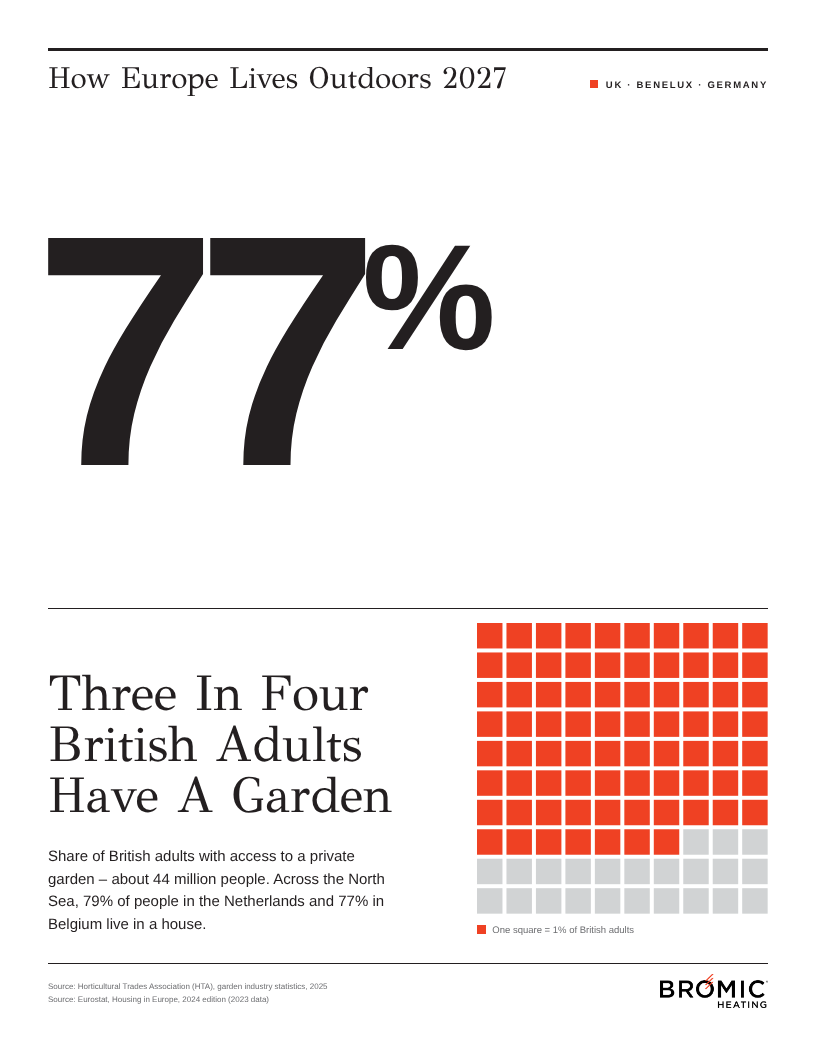 How Europe Lives Outdoors 2027
UK · BENELUX · GERMANY
77%
Three In Four
British Adults
Have A Garden
Share of British adults with access to a private
garden – about 44 million people. Across the North
Sea, 79% of people in the Netherlands and 77% in
Belgium live in a house.
One square = 1% of British adults
Source: Horticultural Trades Association (HTA), garden industry statistics, 2025
Source: Eurostat, Housing in Europe, 2024 edition (2023 data)
BROMIC
HEATING